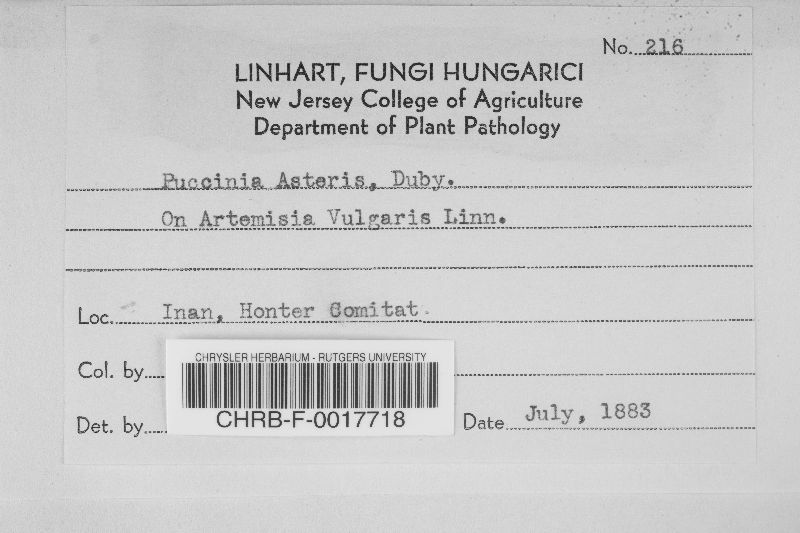 No. 216
LINHART, FUNGI HUNGARICI
New Jersey College of Agriculture
Department of Plant Pathology
Puccinia Asteris, Duby.
On Artemisia Vulgaris Linn.
Loc. Inan, Honter Comitat.
Col. by
CHRYSLER HERBARIUM - RUTGERS UNIVERSITY
CHRB-F-0017718
Det. by
Date July, 1883